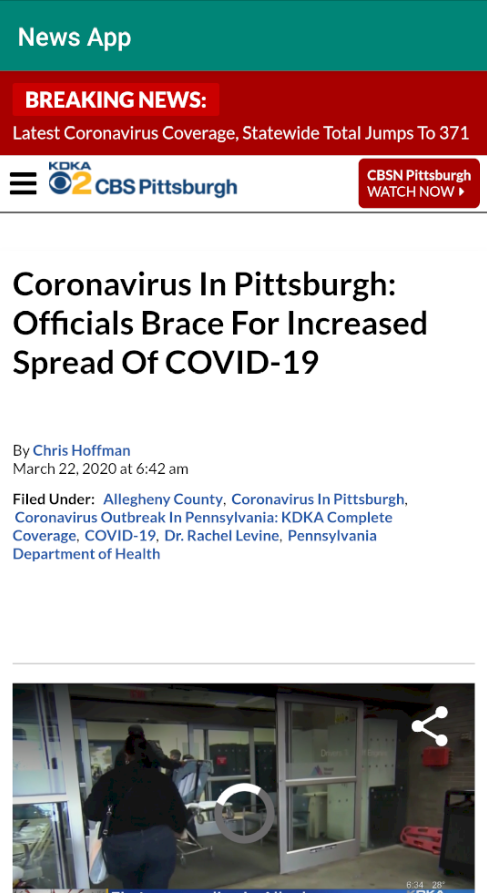 News App
BREAKING NEWS:
Latest Coronavirus Coverage, Statewide Total Jumps To 371
KDKA
2 CBS Pittsburgh
CBSN Pittsburgh
WATCH NOW
Coronavirus In Pittsburgh:
Officials Brace For Increased
Spread Of COVID-19
By Chris Hoffman
March 22, 2020 at 6:42 am
Filed Under: Allegheny County, Coronavirus In Pittsburgh,
Coronavirus Outbreak In Pennsylvania: KDKA Complete
Coverage, COVID-19, Dr. Rachel Levine, Pennsylvania
Department of Health
6:34 28°
KDKA